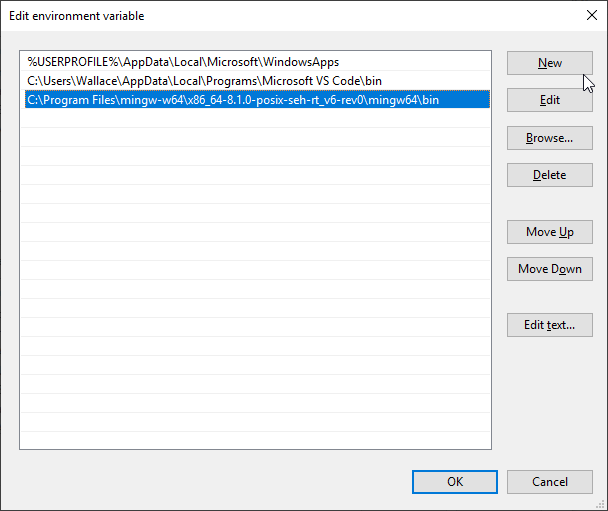 Edit environment variable
%USERPROFILE%\AppData\Local\Microsoft\WindowsApps
C:\Users\Wallace\AppData\Local\Programs\Microsoft VS Code\bin
C:\Program Files\mingw-w64\x86_64-8.1.0-posix-seh-rt_v6-rev0\mingw64\bin
New
Edit
Browse...
Delete
Move Up
Move Down
Edit text...
OK
Cancel